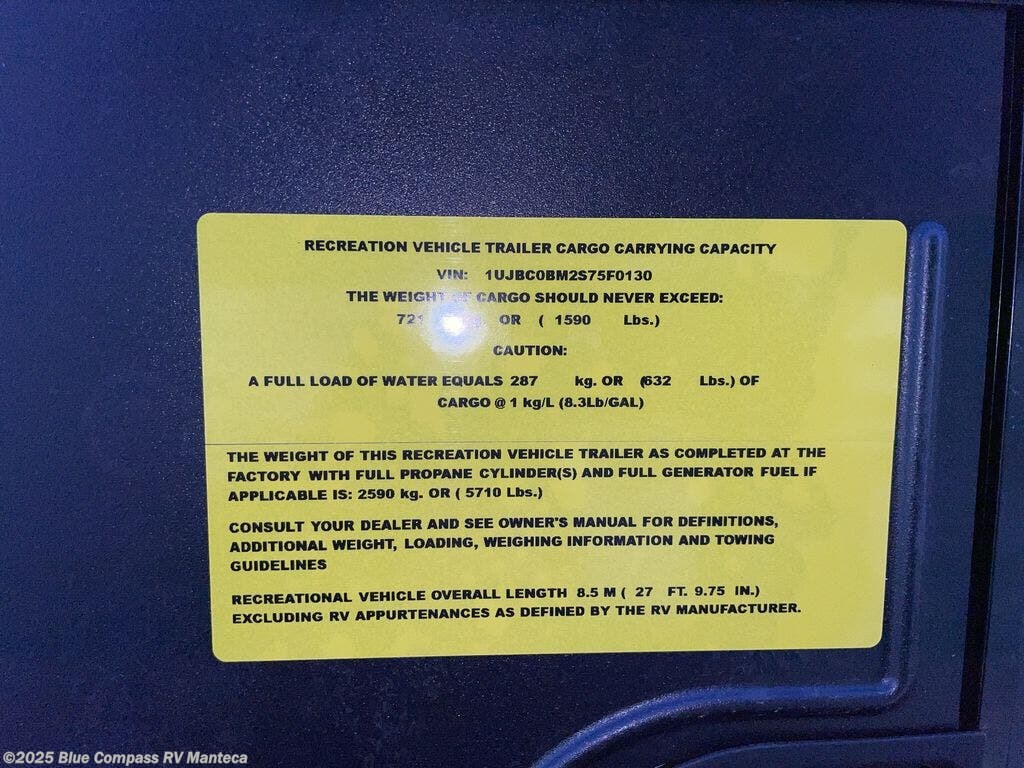 RECREATION VEHICLE TRAILER CARGO CARRYING CAPACITY
VIN: 1UJBC0BM2S75F0130
THE WEIGHT OF CARGO SHOULD NEVER EXCEED:
721 OR ( 1590 Lbs.)
CAUTION:
A FULL LOAD OF WATER EQUALS 287 kg. OR (632 Lbs.) OF
CARGO @ 1 kg/L (8.3Lb/GAL)
THE WEIGHT OF THIS RECREATION VEHICLE TRAILER AS COMPLETED AT THE
FACTORY WITH FULL PROPANE CYLINDER(S) AND FULL GENERATOR FUEL IF
APPLICABLE IS: 2590 kg. OR ( 5710 Lbs.)
CONSULT YOUR DEALER AND SEE OWNER'S MANUAL FOR DEFINITIONS,
ADDITIONAL WEIGHT, LOADING, WEIGHING INFORMATION AND TOWING
GUIDELINES
RECREATIONAL VEHICLE OVERALL LENGTH 8.5 M ( 27 FT. 9.75 IN.)
EXCLUDING RV APPURTENANCES AS DEFINED BY THE RV MANUFACTURER.
©2025 Blue Compass RV Manteca